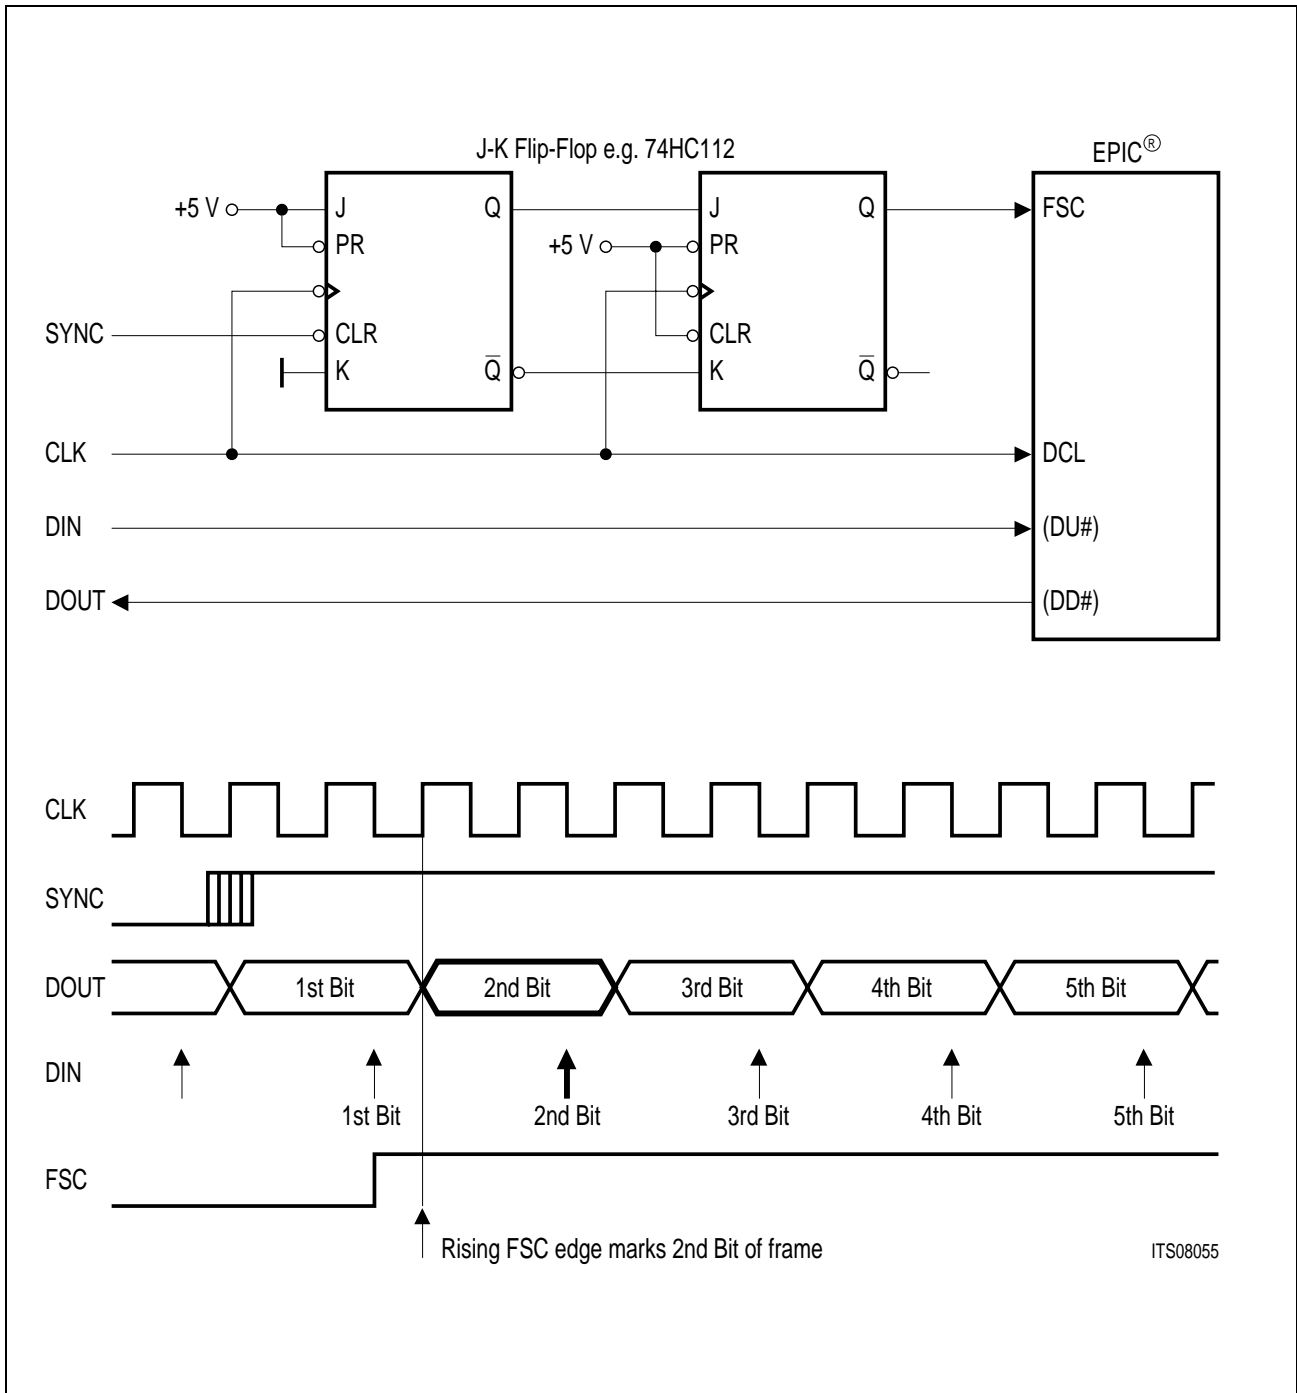 J-K Flip-Flop e.g. 74HC112
EPIC®
+5 V
J
Q
J
Q
FSC
PR
+5 V
PR
SYNC
CLR
CLR
K
Q̅
K
Q̅
CLK
DCL
DIN
(DU#)
DOUT
(DD#)
CLK
SYNC
DOUT
1st Bit
2nd Bit
3rd Bit
4th Bit
5th Bit
DIN
1st Bit
2nd Bit
3rd Bit
4th Bit
5th Bit
FSC
Rising FSC edge marks 2nd Bit of frame
ITS08055